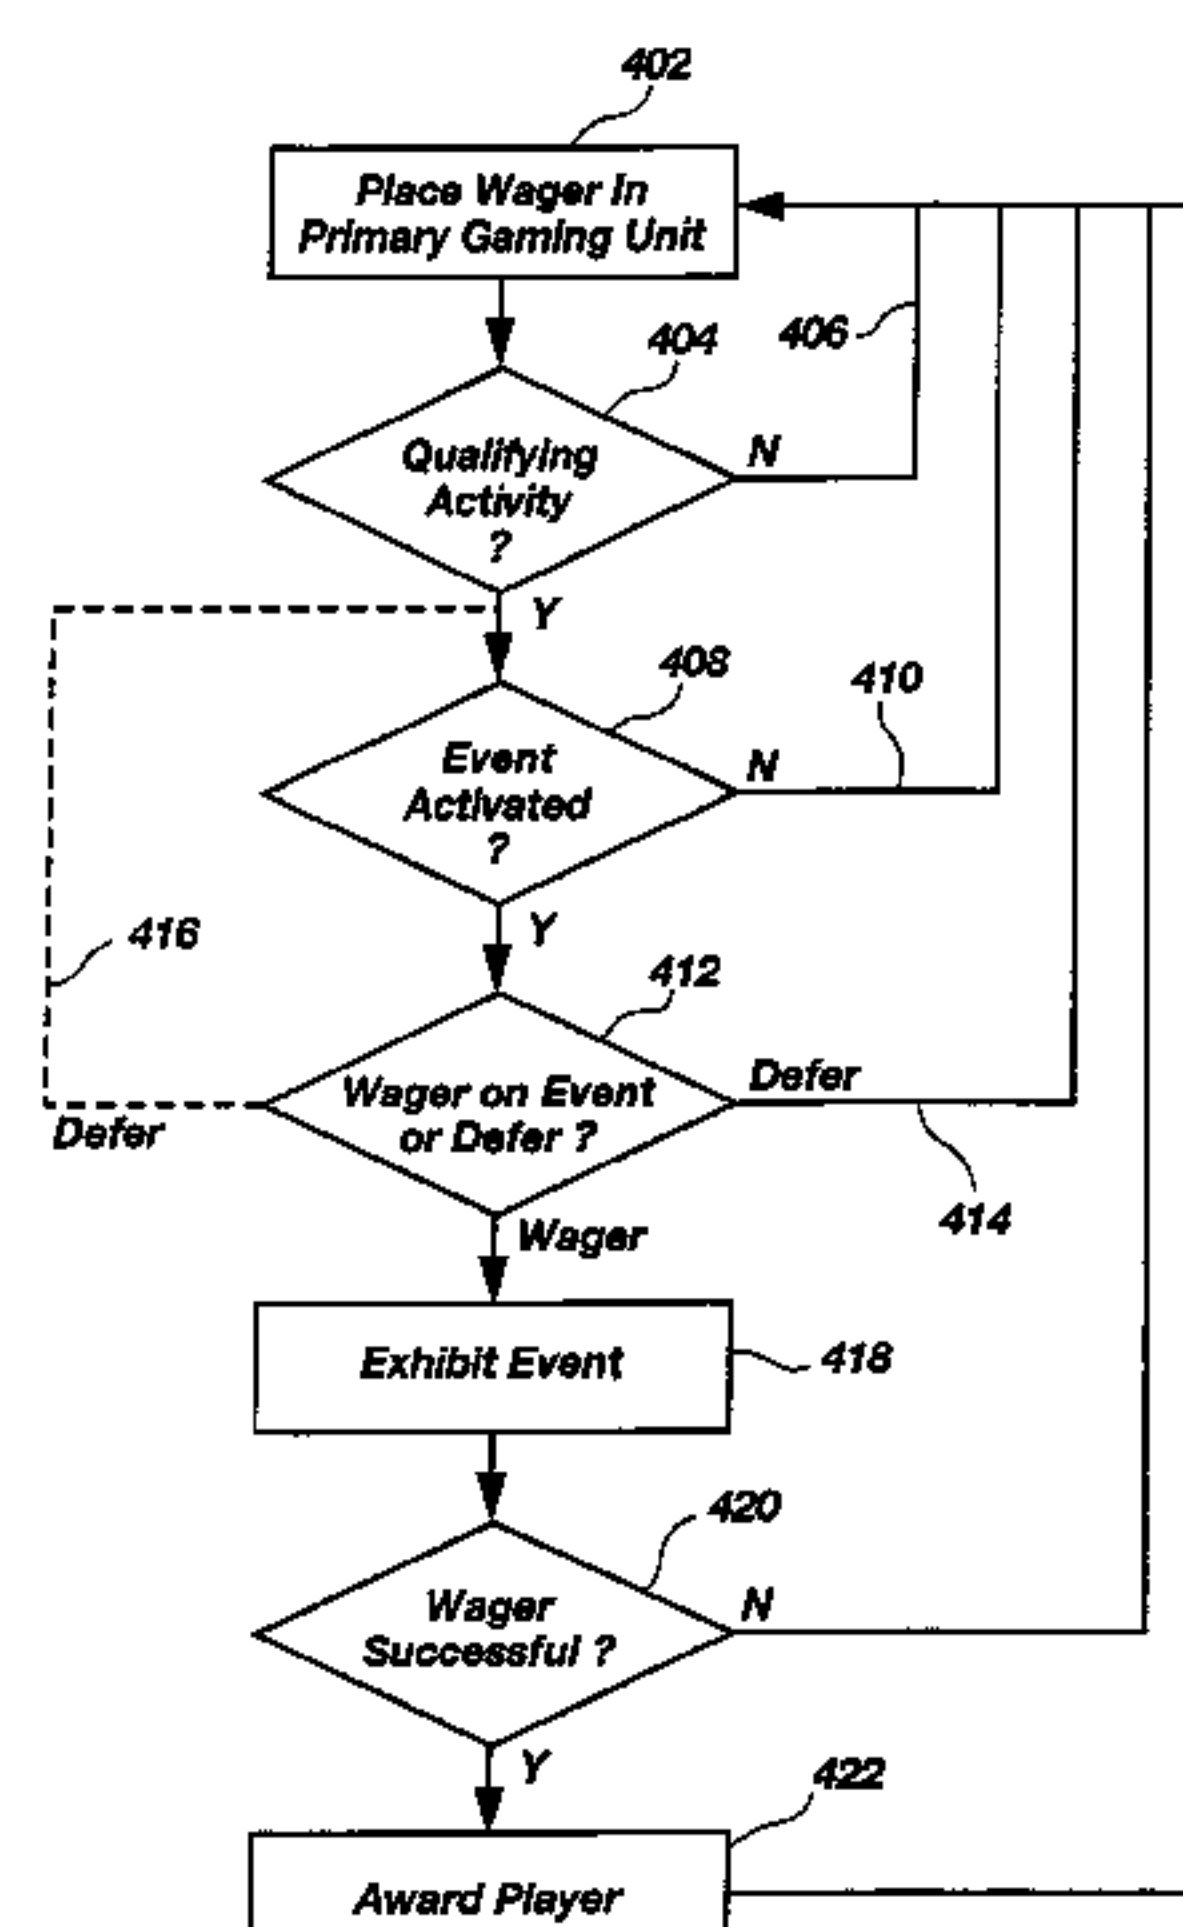 402
Place Wager In
Primary Gaming Unit
404
406
Qualifying
Activity
?
N
Y
408
410
Event
Activated
?
N
Y
416
412
Wager on Event
or Defer ?
Defer
Defer
414
Wager
Exhibit Event
418
420
Wager
Successful ?
N
Y
422
Award Player